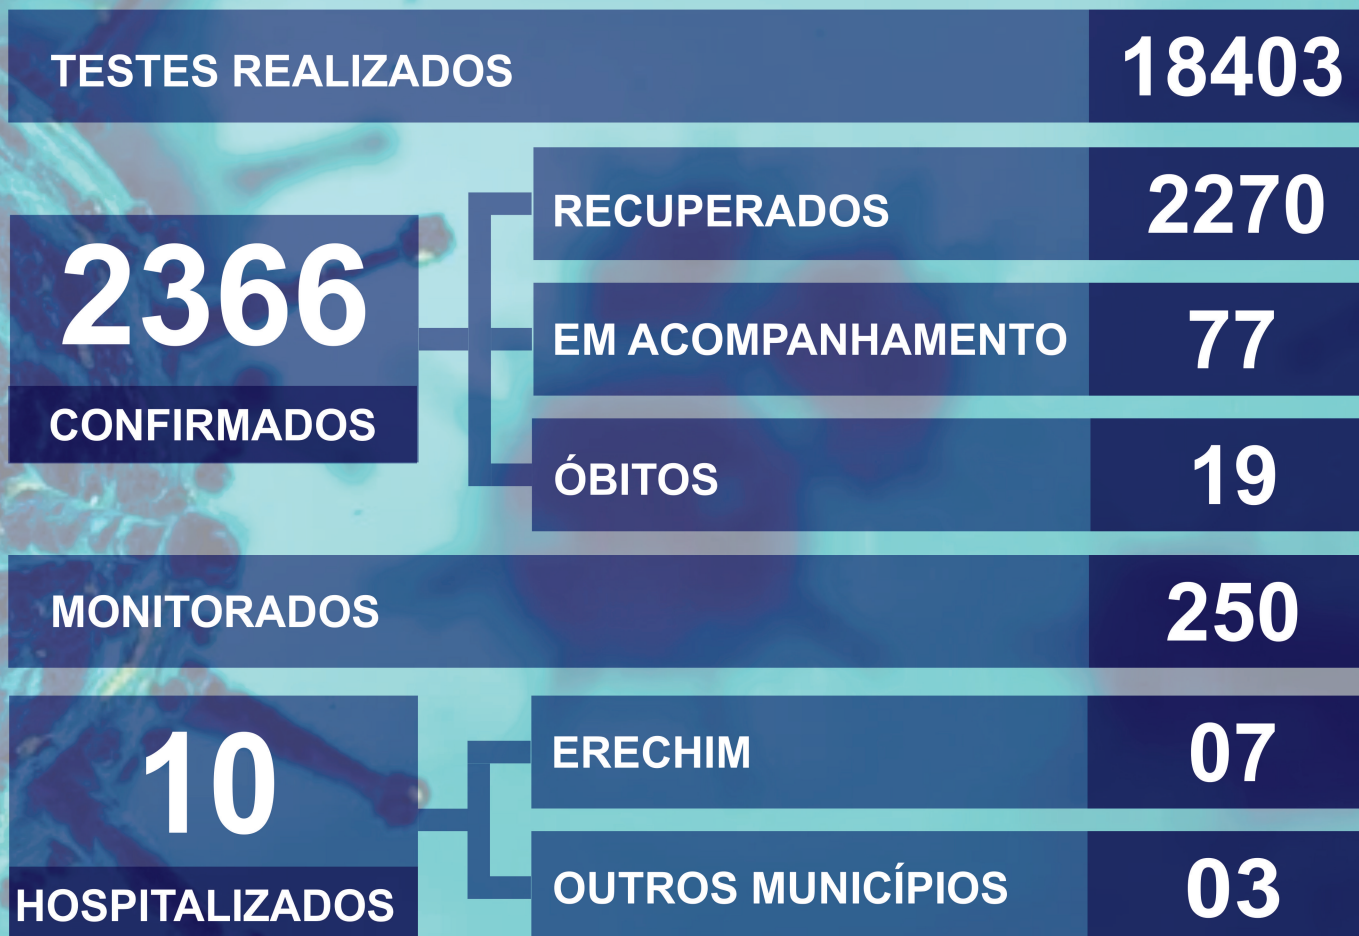 TESTES REALIZADOS 18403
2366
CONFIRMADOS
RECUPERADOS 2270
EM ACOMPANHAMENTO 77
ÓBITOS 19
MONITORADOS 250
10
HOSPITALIZADOS
ERECHIM 07
OUTROS MUNICÍPIOS 03